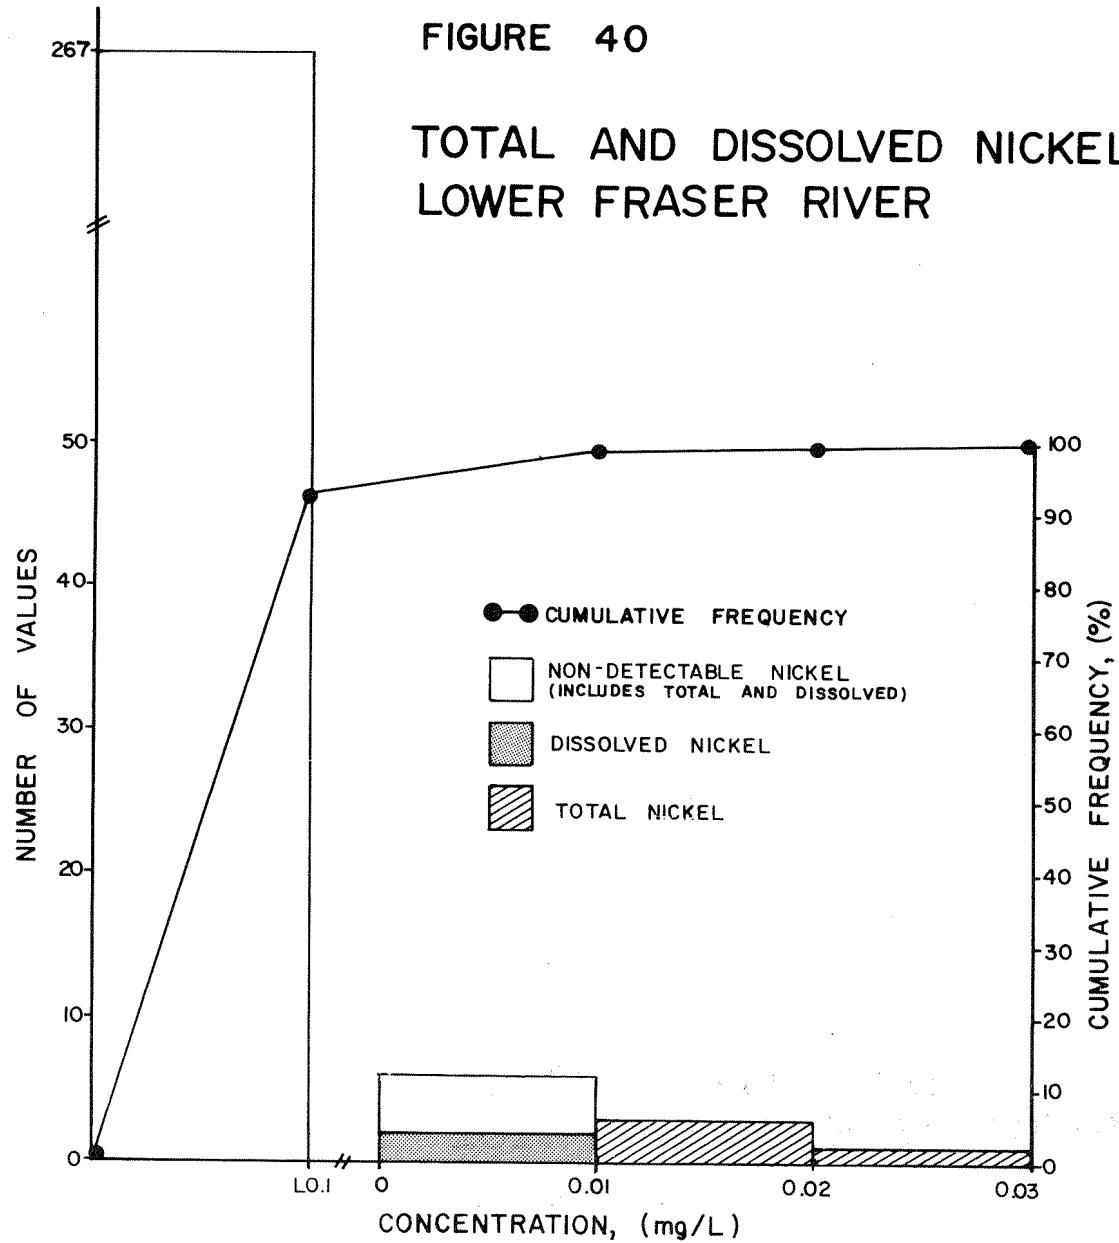 FIGURE 40
TOTAL AND DISSOLVED NICKEL
LOWER FRASER RIVER
267
50
40
30
20
10
0
NUMBER OF VALUES
CUMULATIVE FREQUENCY
NON-DETECTABLE NICKEL
(INCLUDES TOTAL AND DISSOLVED)
DISSOLVED NICKEL
TOTAL NICKEL
100
90
80
70
60
50
40
30
20
10
0
CUMULATIVE FREQUENCY, (%)
L0.1 0 0.01 0.02 0.03
CONCENTRATION, (mg/L)